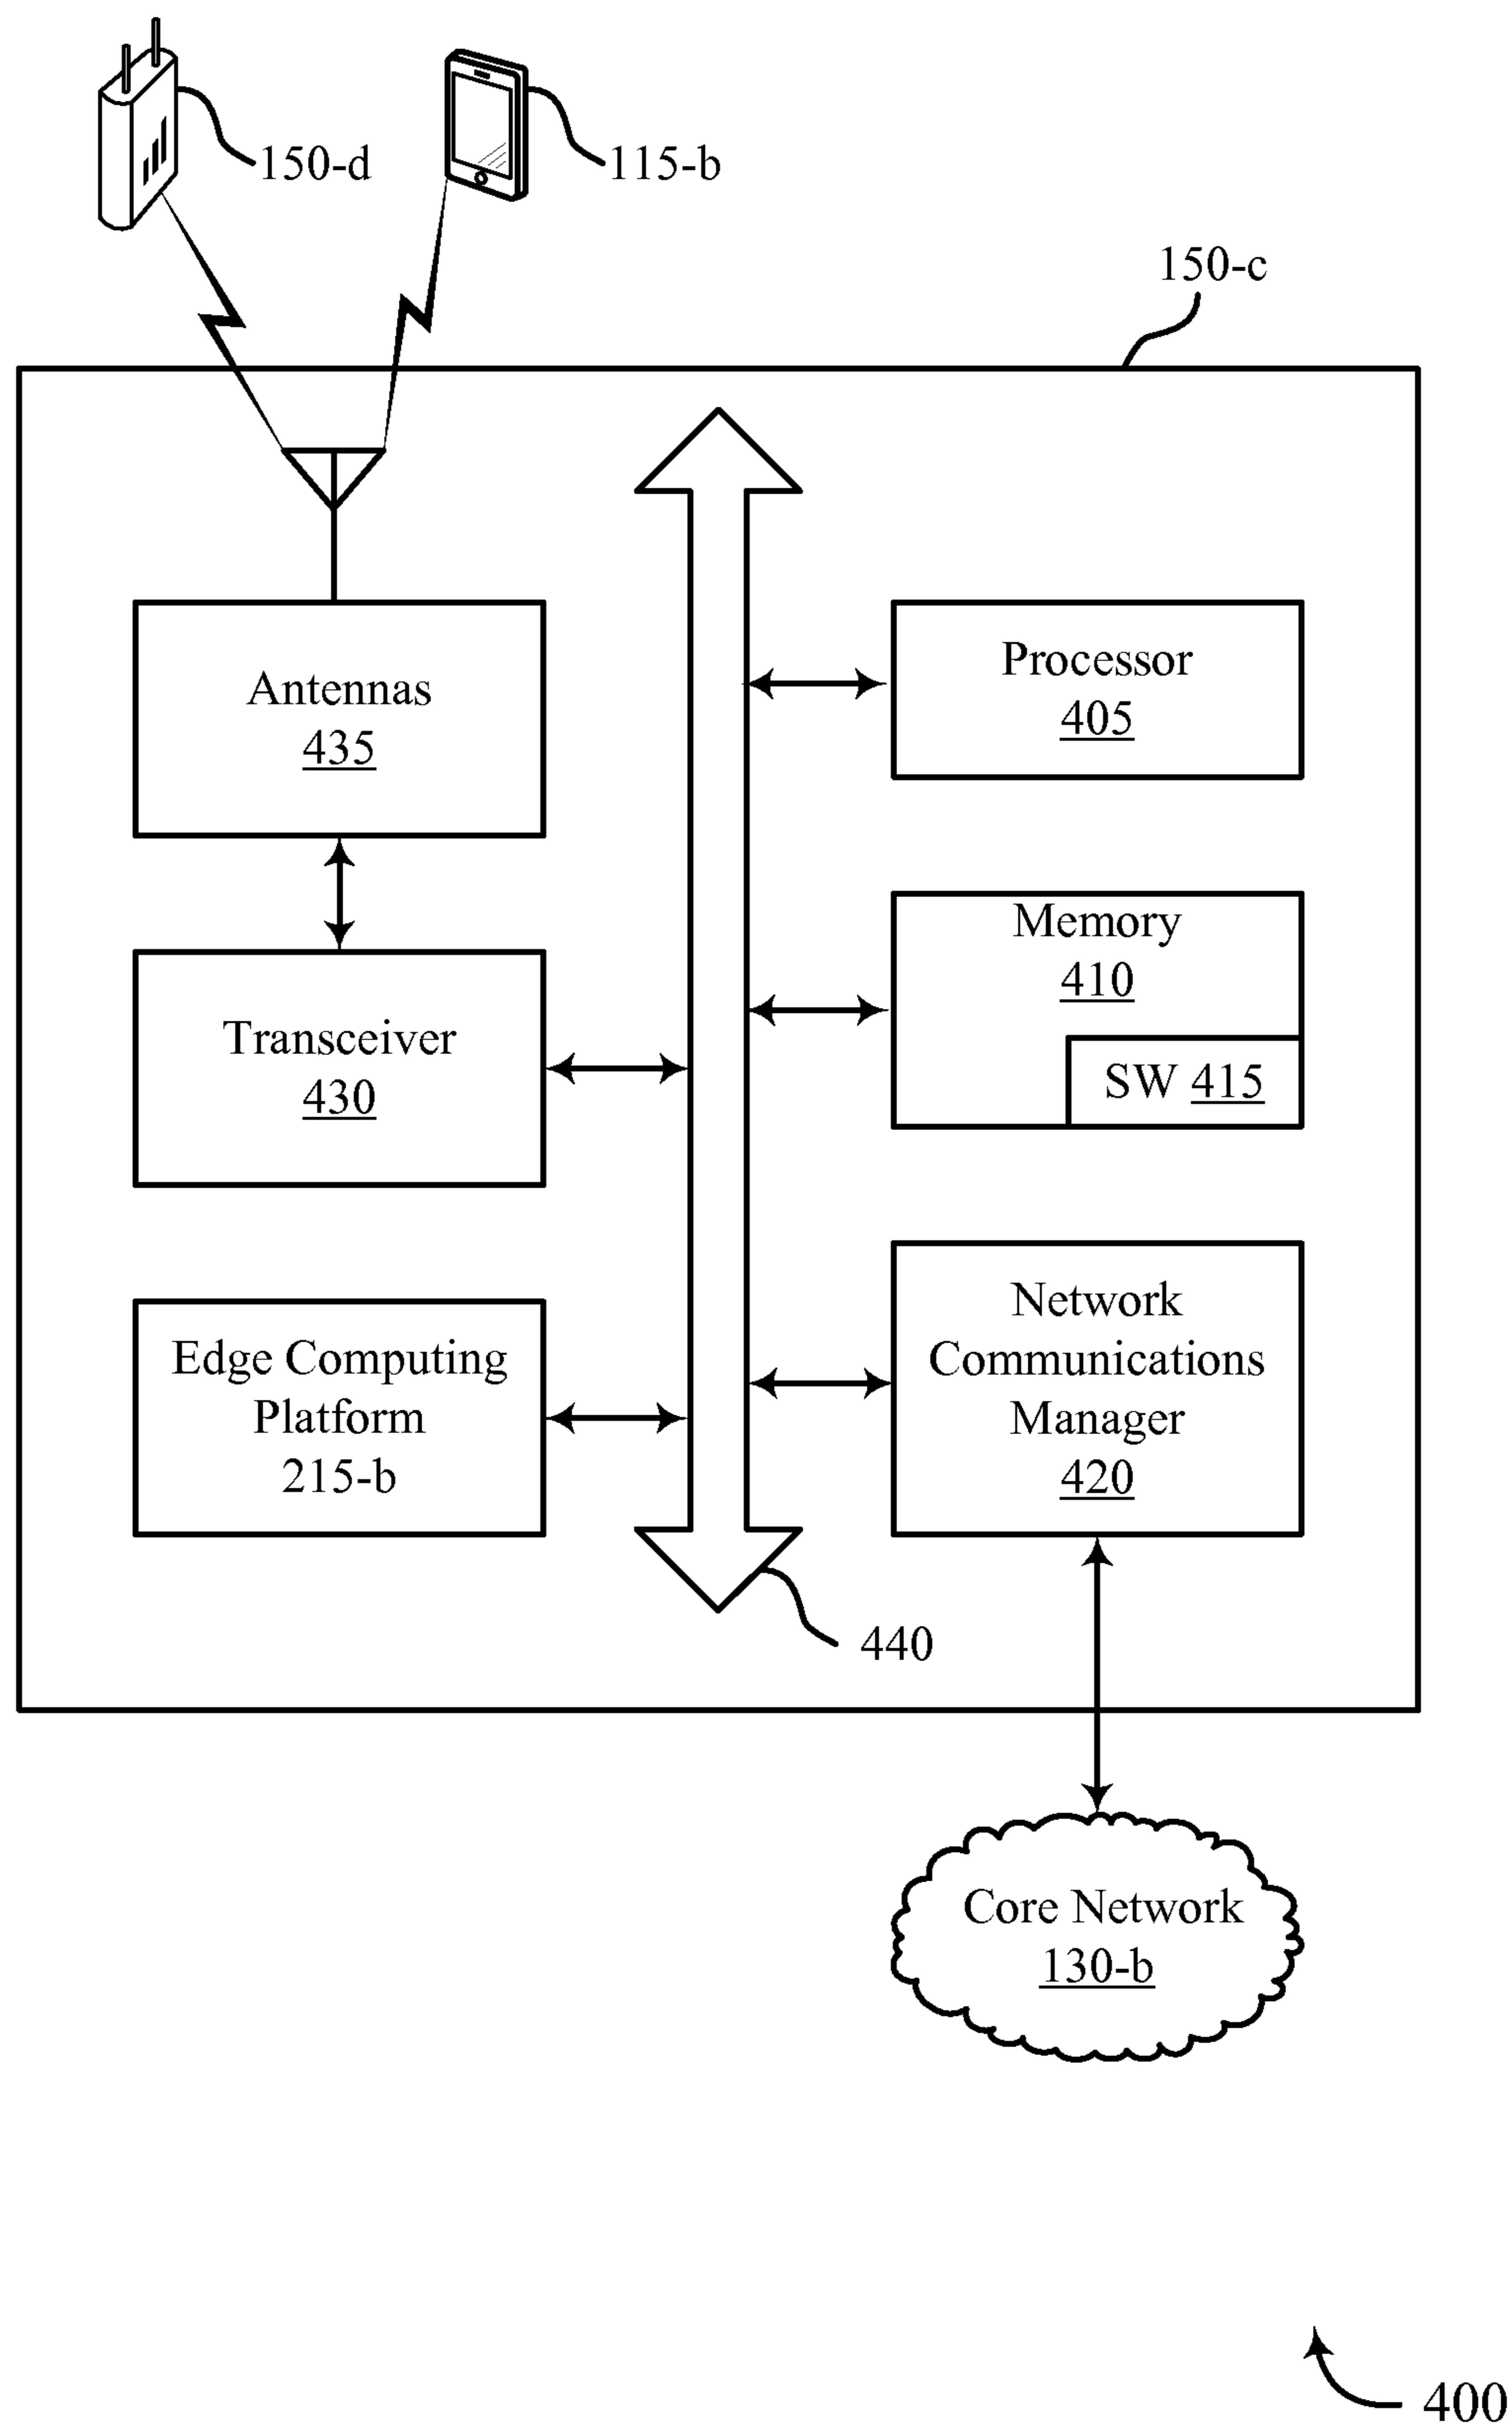 150-d
115-b
150-c
Antennas
435
Processor
405
Memory
410
SW 415
Transceiver
430
Edge Computing
Platform
215-b
Network
Communications
Manager
420
440
Core Network
130-b
400